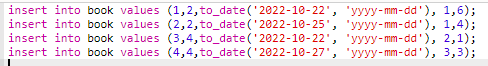 insert into book values (1,2,to_date('2022-10-22', 'yyyy-mm-dd'), 1,6);
insert into book values (2,2,to_date('2022-10-25', 'yyyy-mm-dd'), 1,4);
insert into book values (3,4,to_date('2022-10-22', 'yyyy-mm-dd'), 2,1);
insert into book values (4,4,to_date('2022-10-27', 'yyyy-mm-dd'), 3,3);